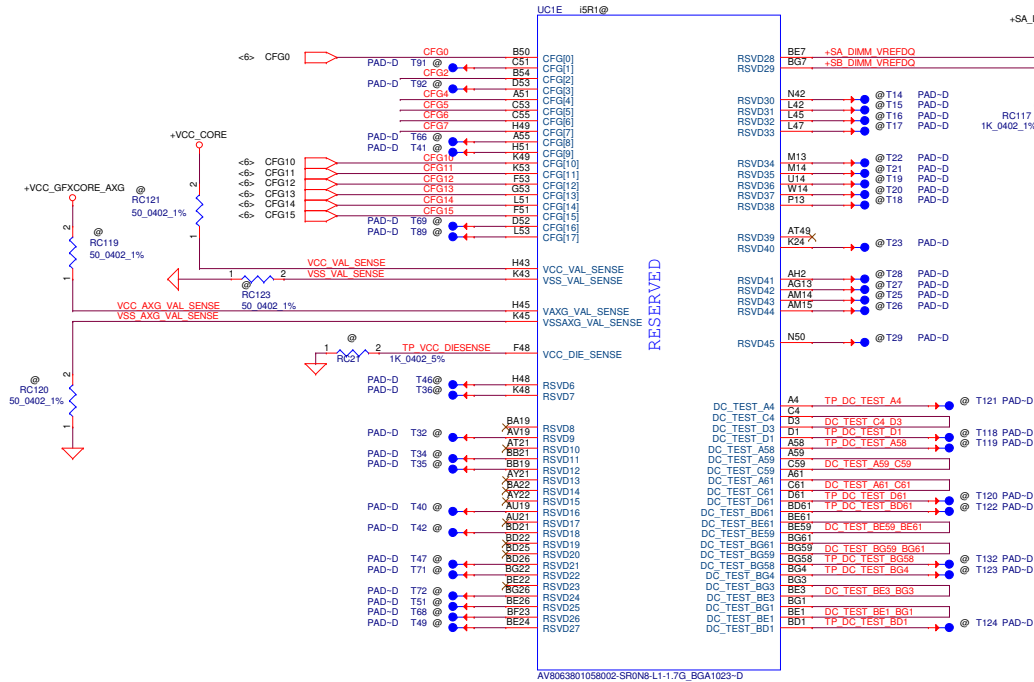 UC1E i5R1@
+SA_
<6> CFG0 CFG0 B50 CFG[0]
PAD~D T91 @ C51 CFG[1]
CFG2 B54 CFG[2]
PAD~D T92 @ D53 CFG[3]
CFG4 A51 CFG[4]
CFG5 C53 CFG[5]
CFG6 C55 CFG[6]
CFG7 H49 CFG[7]
PAD~D T66 @ A55 CFG[8]
PAD~D T41 @ H51 CFG[9]
<6> CFG10 CFG10 K49 CFG[10]
<6> CFG11 CFG11 K53 CFG[11]
<6> CFG12 CFG12 F53 CFG[12]
<6> CFG13 CFG13 G53 CFG[13]
<6> CFG14 CFG14 L51 CFG[14]
<6> CFG15 CFG15 F51 CFG[15]
PAD~D T69 @ D52 CFG[16]
PAD~D T89 @ L53 CFG[17]
+VCC_CORE
2
@
RC121
50_0402_1%
1
+VCC_GFXCORE_AXG
2
@
RC119
50_0402_1%
1
VCC_VAL_SENSE H43 VCC_VAL_SENSE
1 2 VSS_VAL_SENSE K43 VSS_VAL_SENSE
@
RC123
50_0402_1%
VCC_AXG_VAL_SENSE H45 VAXG_VAL_SENSE
VSS_AXG_VAL_SENSE K45 VSSAXG_VAL_SENSE
@
1 2 TP_VCC_DIESENSE F48 VCC_DIE_SENSE
RC21 1K_0402_5%
@
2
RC120
50_0402_1%
1
PAD~D T46@ H48 RSVD6
PAD~D T36@ K48 RSVD7
BA19 RSVD8
PAD~D T32 @ AV19 RSVD9
AT21 RSVD10
PAD~D T34 @ BB21 RSVD11
PAD~D T35 @ BB19 RSVD12
AY21 RSVD13
BA22 RSVD14
AY22 RSVD15
PAD~D T40 @ AU19 RSVD16
AU21 RSVD17
PAD~D T42 @ BD21 RSVD18
BD22 RSVD19
BD25 RSVD20
PAD~D T47 @ BD26 RSVD21
PAD~D T71 @ BG22 RSVD22
BE22 RSVD23
PAD~D T72 @ BG26 RSVD24
PAD~D T51 @ BE26 RSVD25
PAD~D T68 @ BF23 RSVD26
PAD~D T49 @ BE24 RSVD27
RESERVED
RSVD28 BE7 +SA_DIMM_VREFDQ
RSVD29 BG7 +SB_DIMM_VREFDQ
RSVD30 N42 @T14 PAD~D
RSVD31 L42 @T15 PAD~D
RSVD32 L45 @T16 PAD~D
RSVD33 L47 @T17 PAD~D
RC117
1K_0402_1%
RSVD34 M13 @T22 PAD~D
RSVD35 M14 @T21 PAD~D
RSVD36 U14 @T19 PAD~D
RSVD37 W14 @T20 PAD~D
RSVD38 P13 @T18 PAD~D
RSVD39 AT49
RSVD40 K24 @T23 PAD~D
RSVD41 AH2 @T28 PAD~D
RSVD42 AG13 @T27 PAD~D
RSVD43 AM14 @T25 PAD~D
RSVD44 AM15 @T26 PAD~D
RSVD45 N50 @T29 PAD~D
DC_TEST_A4 A4 TP_DC_TEST_A4 @ T121 PAD~D
DC_TEST_C4 C4
DC_TEST_D3 D3 DC_TEST_C4_D3
DC_TEST_D1 D1 TP_DC_TEST_D1 @ T118 PAD~D
DC_TEST_A58 A58 TP_DC_TEST_A58 @ T119 PAD~D
DC_TEST_A59 A59
DC_TEST_C59 C59 DC_TEST_A59_C59
DC_TEST_A61 A61
DC_TEST_C61 C61 DC_TEST_A61_C61
DC_TEST_D61 D61 TP_DC_TEST_D61 @ T120 PAD~D
DC_TEST_BD61 BD61 TP_DC_TEST_BD61 @ T122 PAD~D
DC_TEST_BE61 BE61
DC_TEST_BE59 BE59 DC_TEST_BE59_BE61
DC_TEST_BG61 BG61
DC_TEST_BG59 BG59 DC_TEST_BG59_BG61
DC_TEST_BG58 BG58 TP_DC_TEST_BG58 @ T132 PAD~D
DC_TEST_BG4 BG4 TP_DC_TEST_BG4 @ T123 PAD~D
DC_TEST_BG3 BG3
DC_TEST_BE3 BE3 DC_TEST_BE3_BG3
DC_TEST_BG1 BG1
DC_TEST_BE1 BE1 DC_TEST_BE1_BG1
DC_TEST_BD1 BD1 TP_DC_TEST_BD1 @ T124 PAD~D
AV8063801058002-SR0N8-L1-1.7G_BGA1023~D